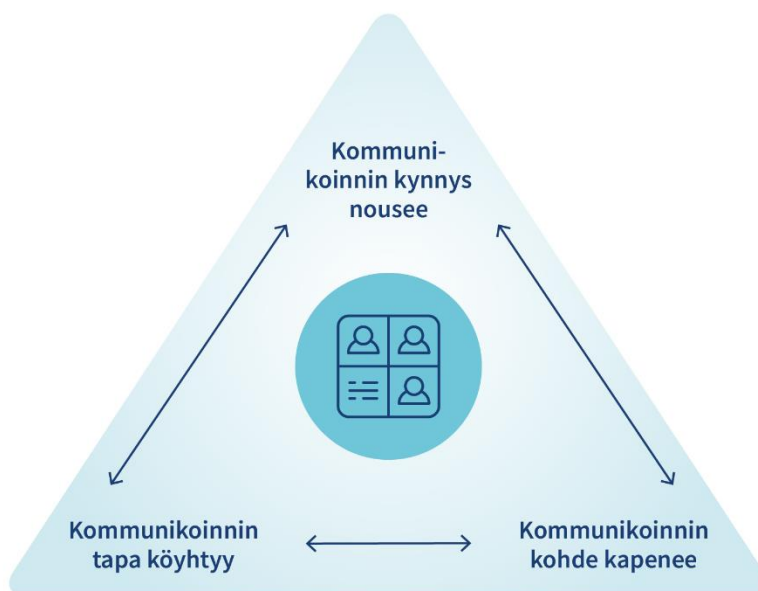 Kommuni-
koinnin kynnys
nousee
Kommunikoinnin
tapa köyhtyy
Kommunikoinnin
kohde kapenee